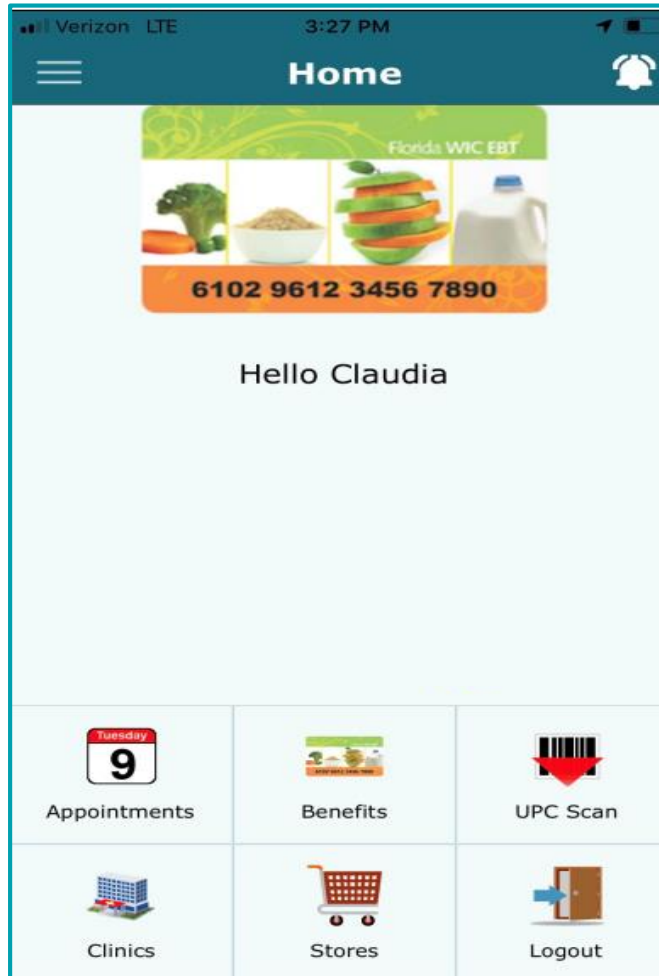 Verizon LTE 3:27 PM
Home
Florida WIC EBT
6102 9612 3456 7890
Hello Claudia
Tuesday
9
Appointments Benefits UPC Scan
Clinics Stores Logout